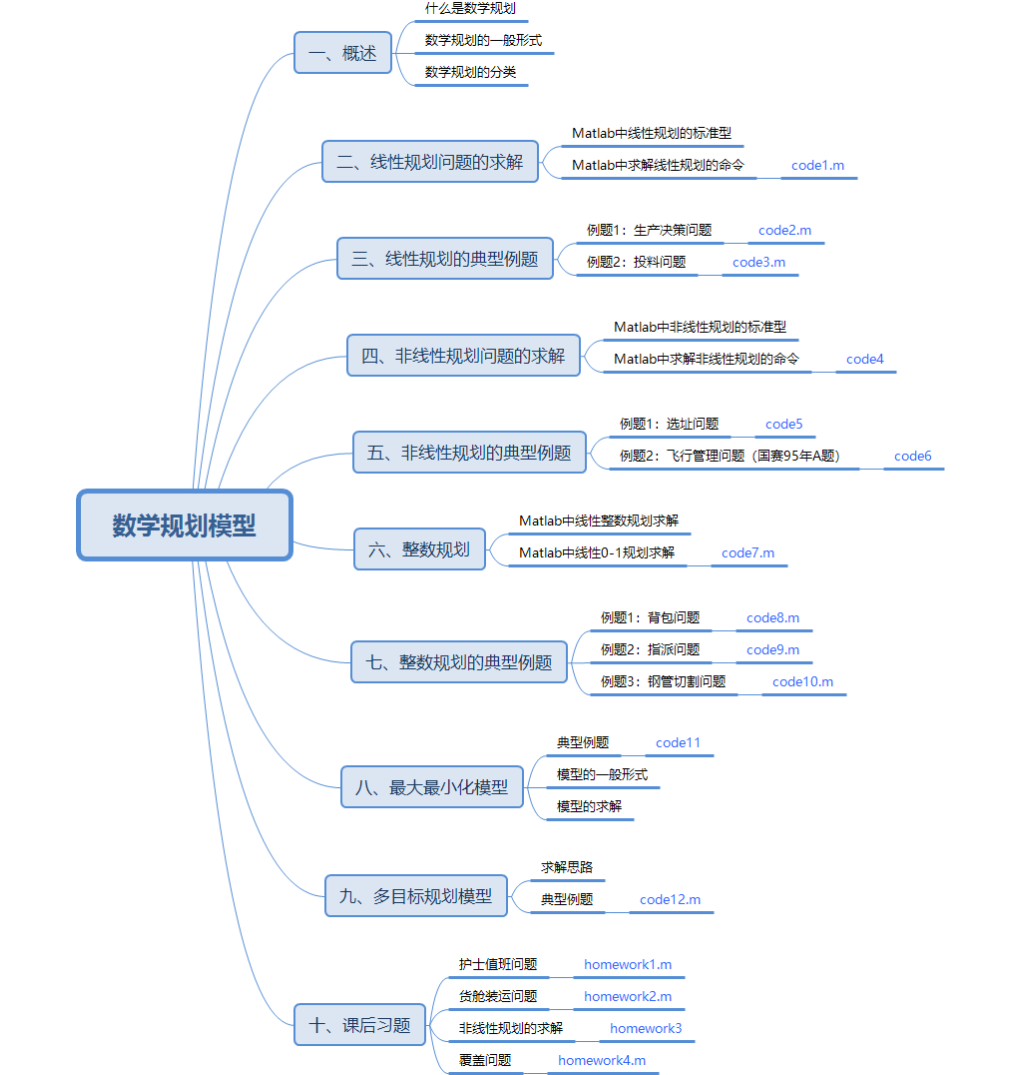 数学规划模型
一、概述
什么是数学规划
数学规划的一般形式
数学规划的分类
二、线性规划问题的求解
Matlab中线性规划的标准型
Matlab中求解线性规划的命令 code1.m
三、线性规划的典型例题
例题1：生产决策问题 code2.m
例题2：投料问题 code3.m
四、非线性规划问题的求解
Matlab中非线性规划的标准型
Matlab中求解非线性规划的命令 code4
五、非线性规划的典型例题
例题1：选址问题 code5
例题2：飞行管理问题（国赛95年A题） code6
六、整数规划
Matlab中线性整数规划求解
Matlab中线性0-1规划求解 code7.m
七、整数规划的典型例题
例题1：背包问题 code8.m
例题2：指派问题 code9.m
例题3：钢管切割问题 code10.m
八、最大最小化模型
典型例题 code11
模型的一般形式
模型的求解
九、多目标规划模型
求解思路
典型例题 code12.m
十、课后习题
护士值班问题 homework1.m
货舱装运问题 homework2.m
非线性规划的求解 homework3
覆盖问题 homework4.m